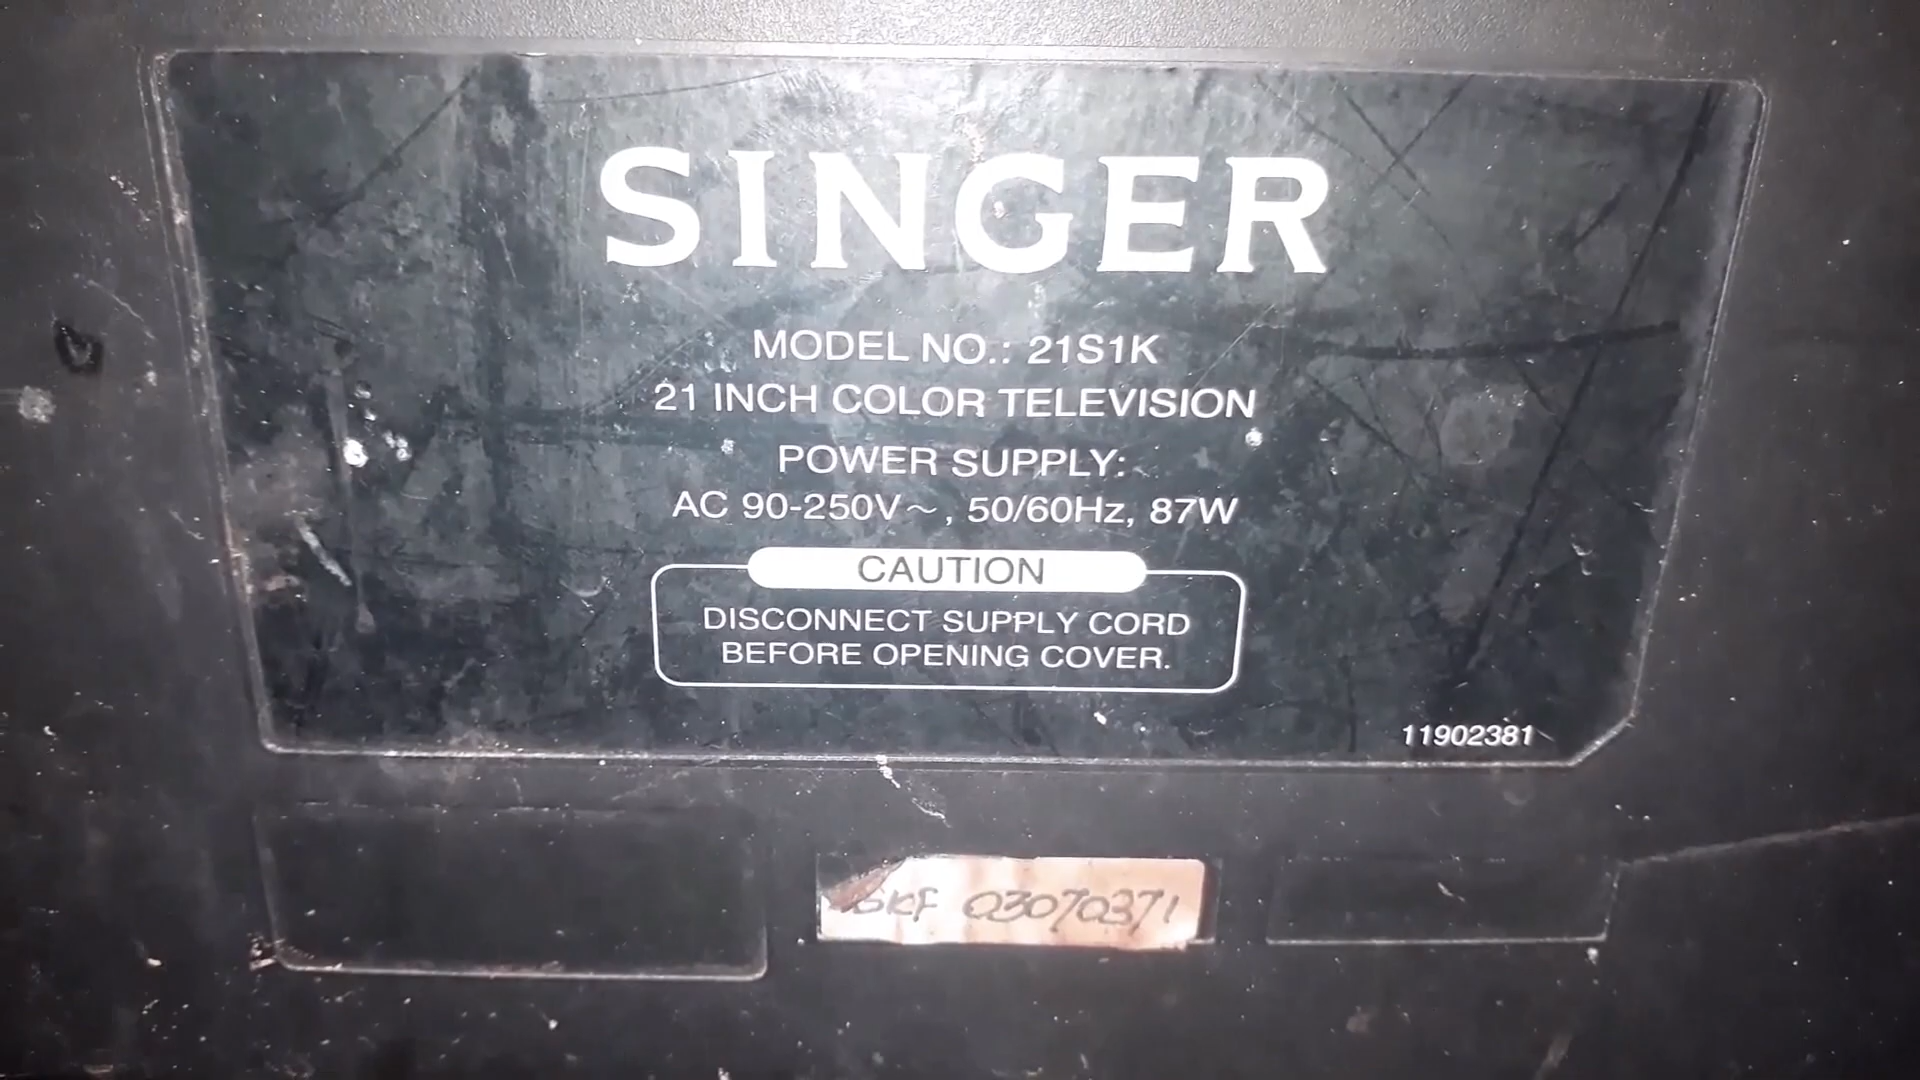 SINGER
MODEL NO.: 21S1K
21 INCH COLOR TELEVISION
POWER SUPPLY:
AC 90-250V～, 50/60Hz, 87W
CAUTION
DISCONNECT SUPPLY CORD
BEFORE OPENING COVER.
11902381
03070371